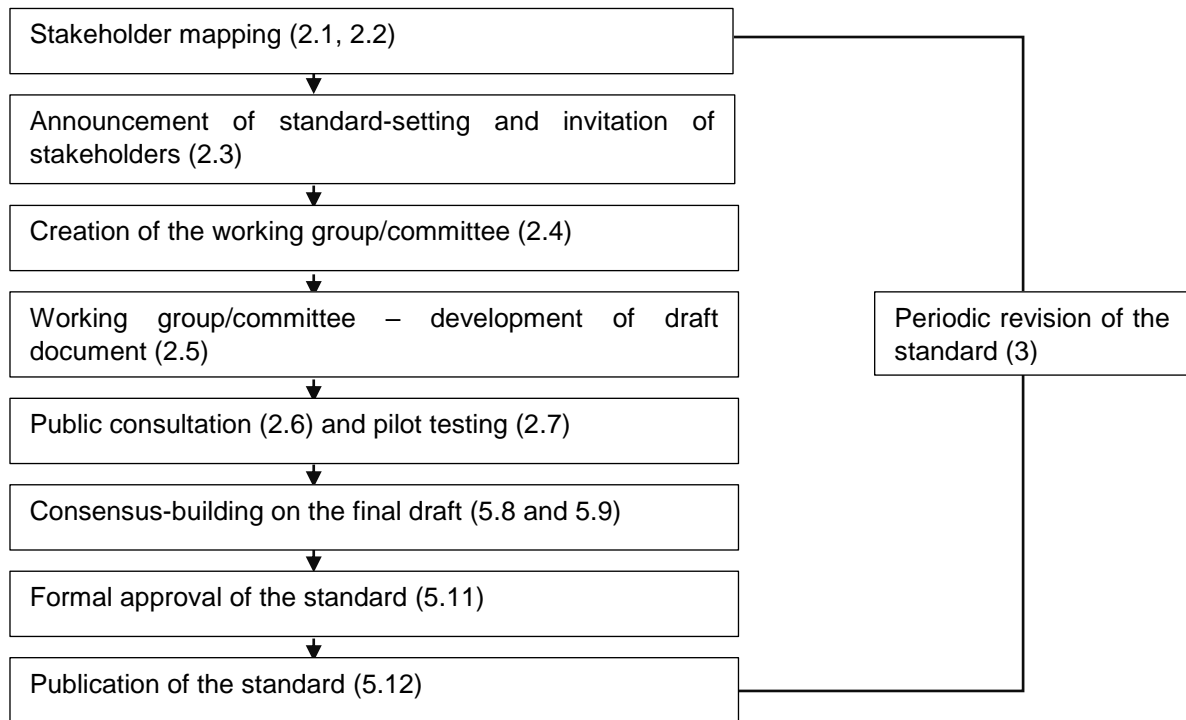 Stakeholder mapping (2.1, 2.2)
Announcement of standard-setting and invitation of
stakeholders (2.3)
Creation of the working group/committee (2.4)
Working group/committee – development of draft
document (2.5)
Periodic revision of the
standard (3)
Public consultation (2.6) and pilot testing (2.7)
Consensus-building on the final draft (5.8 and 5.9)
Formal approval of the standard (5.11)
Publication of the standard (5.12)